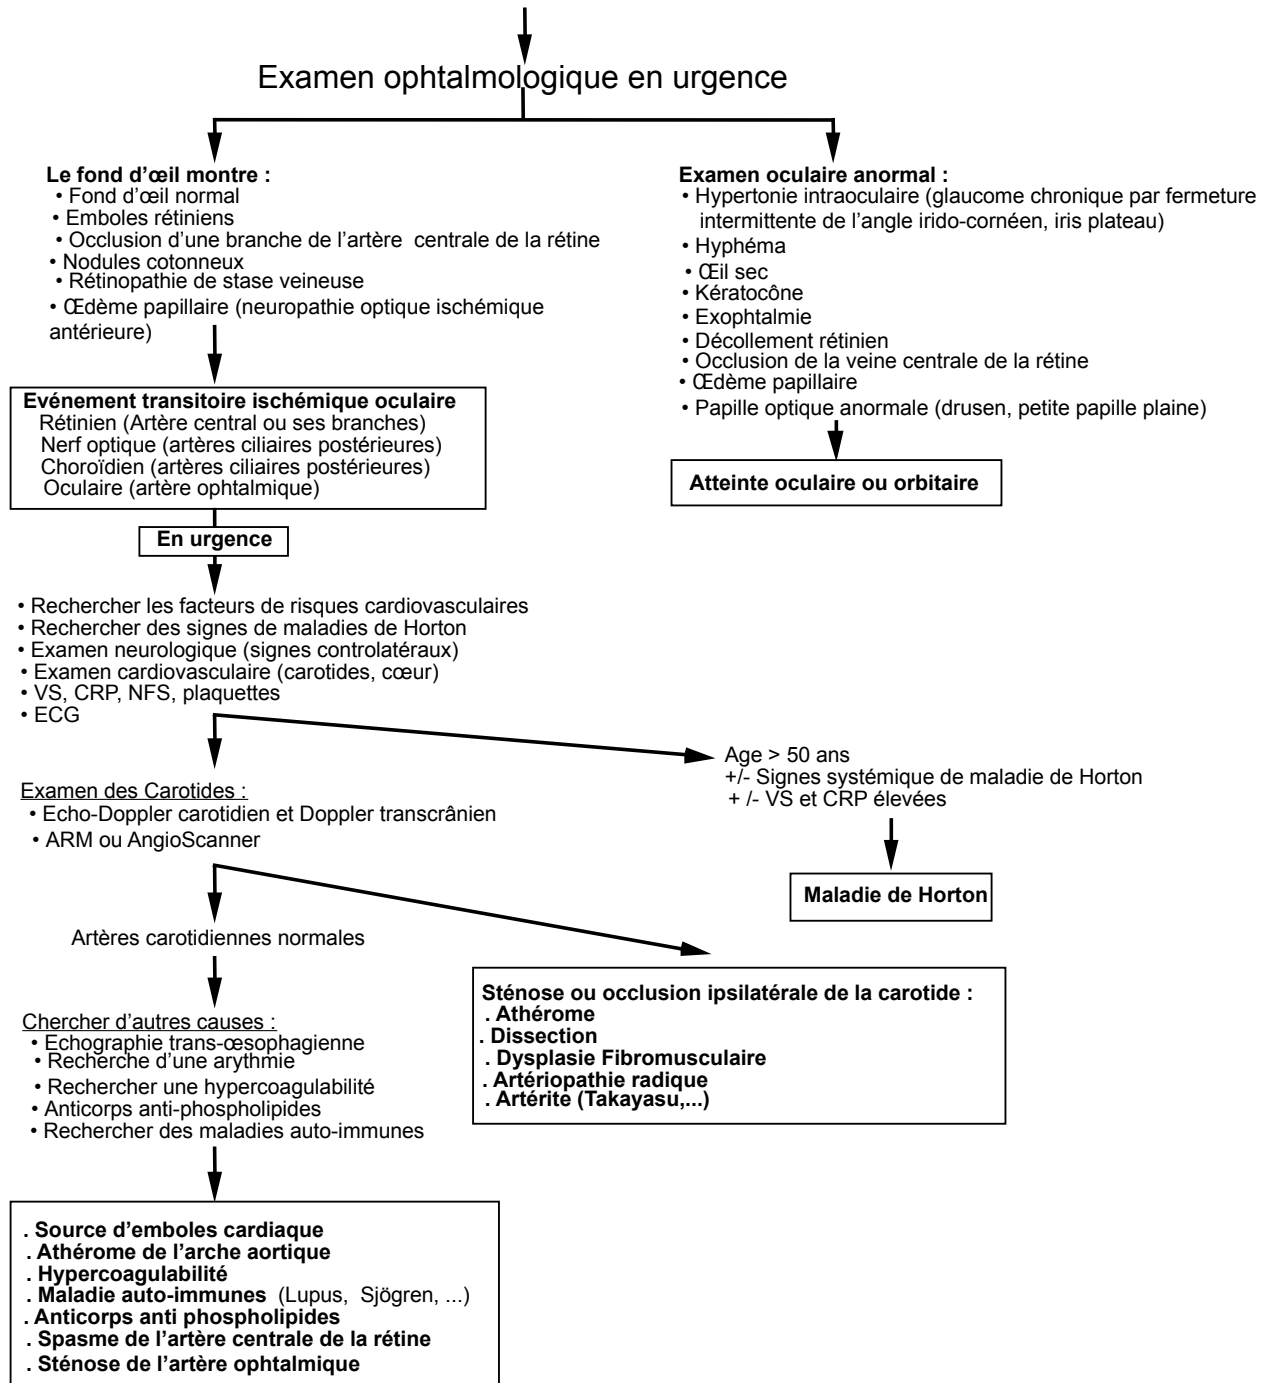 Examen ophtalmologique en urgence
Le fond d’œil montre :
• Fond d’œil normal
• Emboles rétiniens
• Occlusion d’une branche de l’artère centrale de la rétine
• Nodules cotonneux
• Rétinopathie de stase veineuse
• Œdème papillaire (neuropathie optique ischémique
antérieure)
Examen oculaire anormal :
• Hypertonie intraoculaire (glaucome chronique par fermeture
intermittente de l’angle irido-cornéen, iris plateau)
• Hyphéma
• Œil sec
• Kératocône
• Exophtalmie
• Décollement rétinien
• Occlusion de la veine centrale de la rétine
• Œdème papillaire
• Papille optique anormale (drusen, petite papille plaine)
Evénement transitoire ischémique oculaire
Rétinien (Artère central ou ses branches)
Nerf optique (artères ciliaires postérieures)
Choroïdien (artères ciliaires postérieures)
Oculaire (artère ophtalmique)
Atteinte oculaire ou orbitaire
En urgence
• Rechercher les facteurs de risques cardiovasculaires
• Rechercher des signes de maladies de Horton
• Examen neurologique (signes controlatéraux)
• Examen cardiovasculaire (carotides, cœur)
• VS, CRP, NFS, plaquettes
• ECG
Age > 50 ans
+/- Signes systémique de maladie de Horton
+ /- VS et CRP élevées
Examen des Carotides :
• Echo-Doppler carotidien et Doppler transcrânien
• ARM ou AngioScanner
Maladie de Horton
Artères carotidiennes normales
Sténose ou occlusion ipsilatérale de la carotide :
. Athérome
. Dissection
. Dysplasie Fibromusculaire
. Artériopathie radique
. Artérite (Takayasu,...)
Chercher d’autres causes :
• Echographie trans-œsophagienne
• Recherche d’une arythmie
• Rechercher une hypercoagulabilité
• Anticorps anti-phospholipides
• Rechercher des maladies auto-immunes
. Source d’emboles cardiaque
. Athérome de l’arche aortique
. Hypercoagulabilité
. Maladie auto-immunes (Lupus, Sjögren, ...)
. Anticorps anti phospholipides
. Spasme de l’artère centrale de la rétine
. Sténose de l’artère ophtalmique